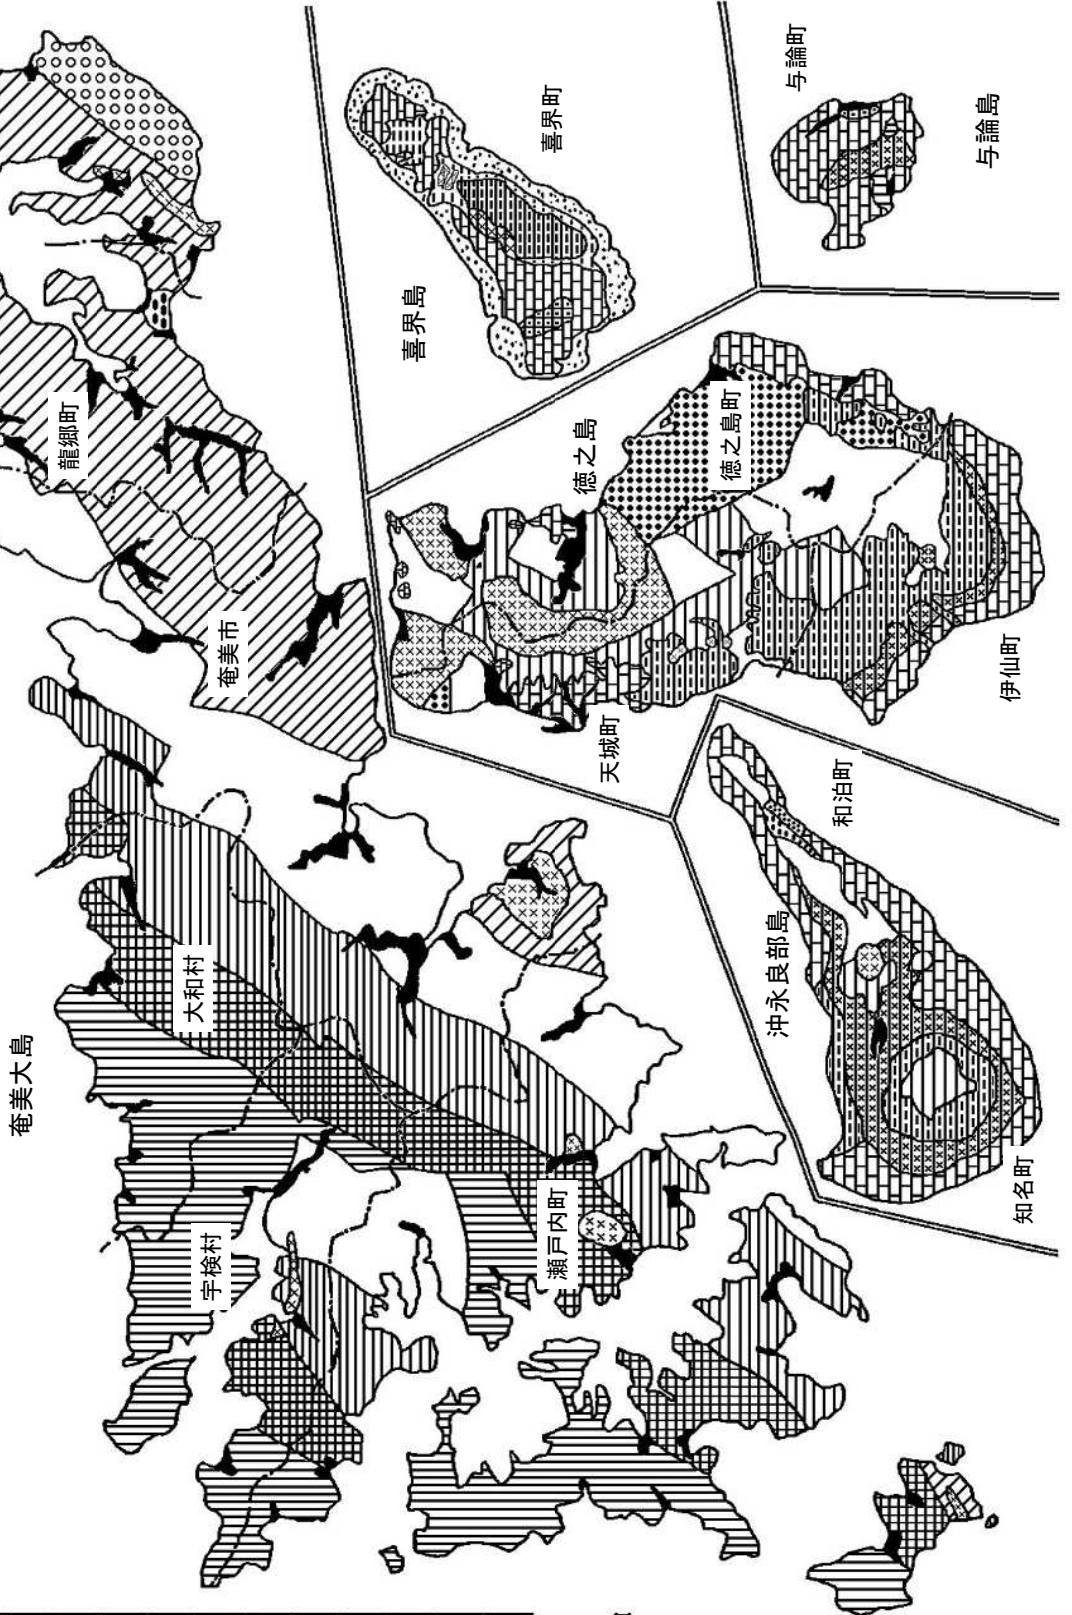 奄美大島
龍郷町
奄美市
大和村
宇検村
瀬戸内町
喜界島
喜界町
徳之島
徳之島町
天城町
伊仙町
沖永良部島
和泊町
知名町
与論町
与論島